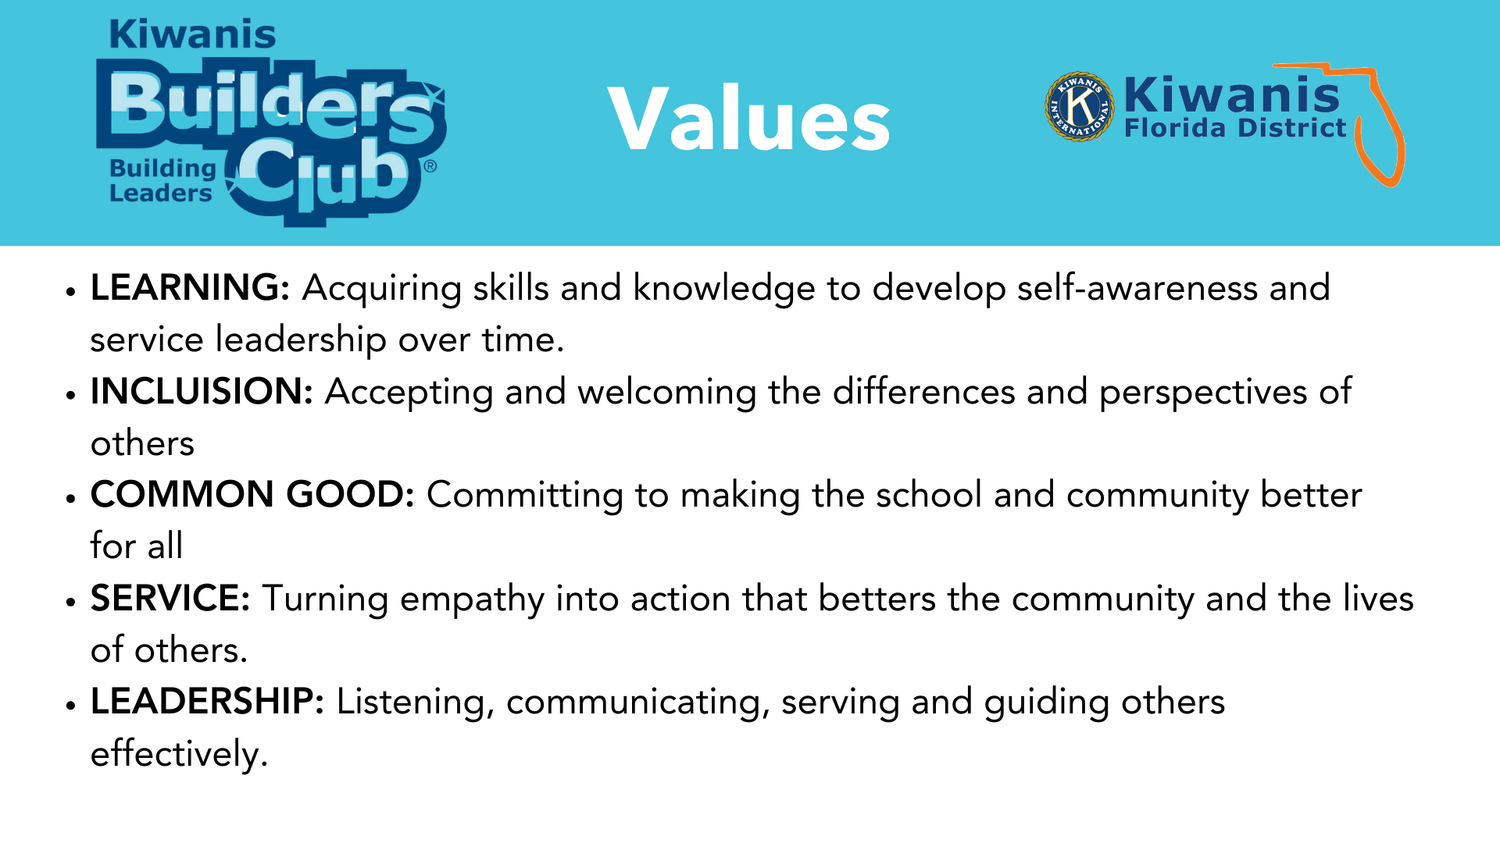 Kiwanis
Builders
Club®
Building
Leaders
Values
KIWANIS
K
INTERNATIONAL
Kiwanis
Florida District
• LEARNING: Acquiring skills and knowledge to develop self-awareness and
service leadership over time.
• INCLUISION: Accepting and welcoming the differences and perspectives of
others
• COMMON GOOD: Committing to making the school and community better
for all
• SERVICE: Turning empathy into action that betters the community and the lives
of others.
• LEADERSHIP: Listening, communicating, serving and guiding others
effectively.